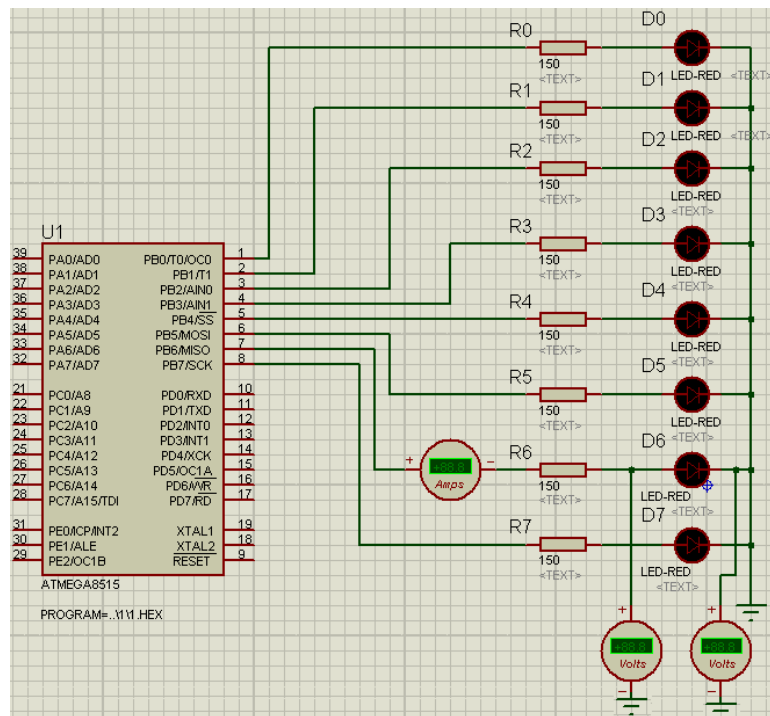 D0
R0
150
<TEXT>
LED-RED
<TEXT>
D1
R1
150
<TEXT>
LED-RED
<TEXT>
D2
R2
150
<TEXT>
LED-RED
<TEXT>
D3
R3
150
<TEXT>
LED-RED
<TEXT>
D4
R4
150
<TEXT>
LED-RED
<TEXT>
D5
R5
150
<TEXT>
LED-RED
D6
R6
150
<TEXT>
LED-RED
<TEXT>
D7
R7
150
<TEXT>
LED-RED
<TEXT>
U1
39 PA0/AD0 PB0/T0/OC0 1
38 PA1/AD1 PB1/T1 2
37 PA2/AD2 PB2/AIN0 3
36 PA3/AD3 PB3/AIN1 4
35 PA4/AD4 PB4/SS 5
34 PA5/AD5 PB5/MOSI 6
33 PA6/AD6 PB6/MISO 7
32 PA7/AD7 PB7/SCK 8
21 PC0/A8 PD0/RXD 10
22 PC1/A9 PD1/TXD 11
23 PC2/A10 PD2/INT0 12
24 PC3/A11 PD3/INT1 13
25 PC4/A12 PD4/XCK 14
26 PC5/A13 PD5/OC1A 15
27 PC6/A14 PD6/WR 16
28 PC7/A15/TDI PD7/RD 17
31 PE0/ICP/INT2 XTAL1 19
30 PE1/ALE XTAL2 18
29 PE2/OC1B RESET 9
ATMEGA8515
PROGRAM=..\1\1.HEX
+ −
+88.8
Amps
+
+88.8
Volts
−
+
+88.8
Volts
−